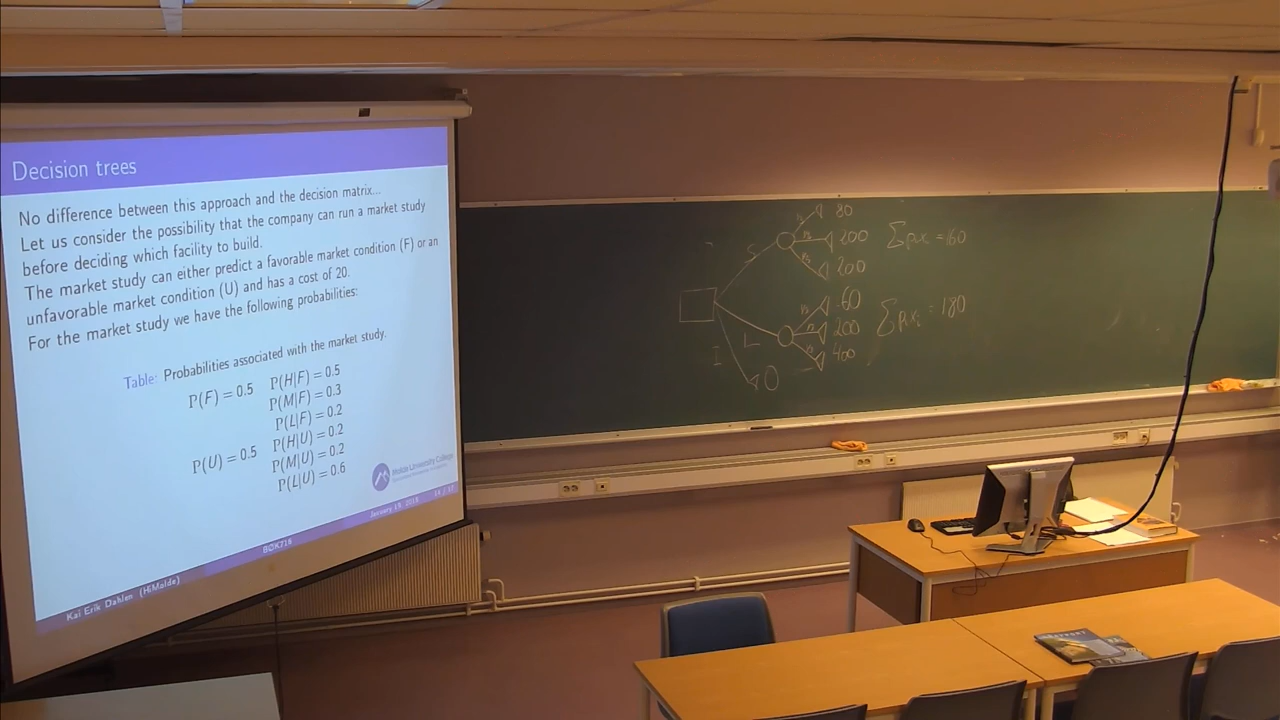 Decision trees
No difference between this approach and the decision matrix...
Let us consider the possibility that the company can run a market study
before deciding which facility to build.
The market study can either predict a favorable market condition (F) or an
unfavorable market condition (U) and has a cost of 20.
For the market study we have the following probabilities:
Table: Probabilities associated with the market study.
P(F) = 0.5 P(H|F) = 0.5
P(M|F) = 0.3
P(L|F) = 0.2
P(U) = 0.5 P(H|U) = 0.2
P(M|U) = 0.2
P(L|U) = 0.6
Molde University College
January 19, 2016
BØK716
Kai Erik Dahlen (HiMolde)
80
200
200
S
=160
-60
200
400
=180
L
I
0